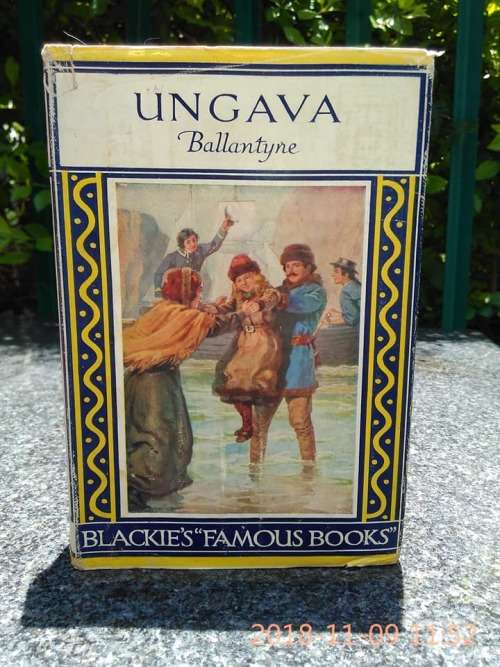 UNGAVA
Ballantyne
BLACKIE'S "FAMOUS BOOKS"
2018-11-09 11:52